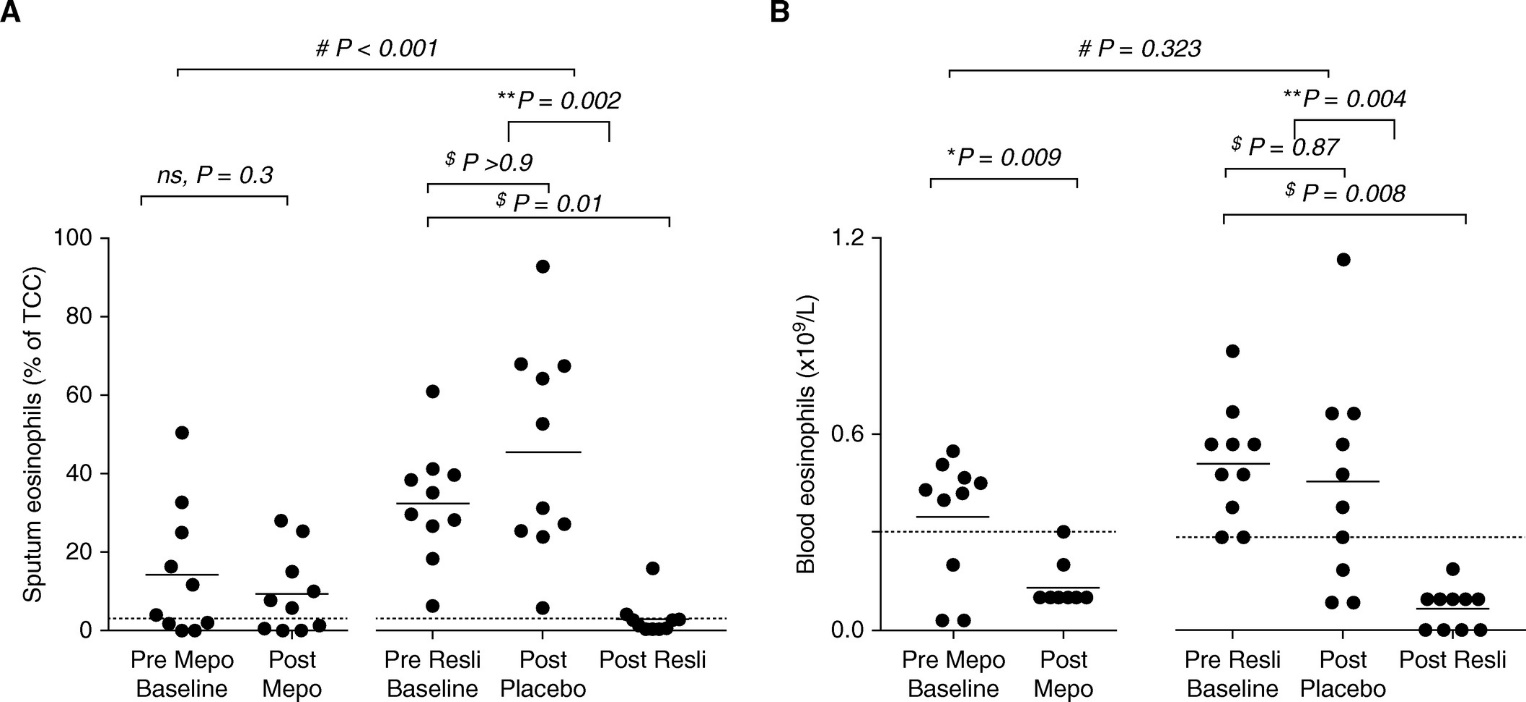 A
# P < 0.001
**P = 0.002
$ P >0.9
ns, P = 0.3
$ P = 0.01
100
80
60
40
20
0
Sputum eosinophils (% of TCC)
Pre Mepo
Baseline
Post
Mepo
Pre Resli
Baseline
Post
Placebo
Post Resli
B
# P = 0.323
**P = 0.004
$ P = 0.87
*P = 0.009
$ P = 0.008
1.2
0.6
0.0
Blood eosinophils (x10⁹/L)
Pre Mepo
Baseline
Post
Mepo
Pre Resli
Baseline
Post
Placebo
Post Resli